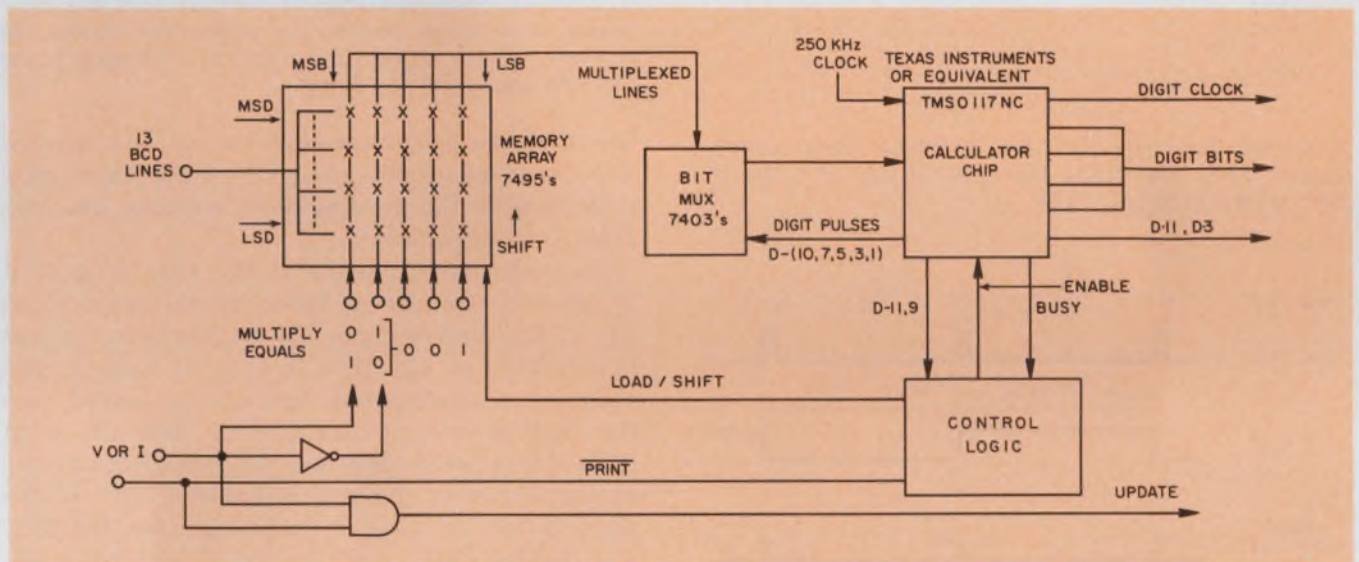 MSB
LSB
MSD
13
BCD
LINES
LSD
X X X X X
X X X X X
X X X X X
X X X X X
MEMORY
ARRAY
7495's
SHIFT
MULTIPLEXED
LINES
BIT
MUX
7403's
DIGIT PULSES
D-(10,7,5,3,1)
250 KHz
CLOCK
TEXAS INSTRUMENTS
OR EQUIVALENT
TMS0117NC
CALCULATOR
CHIP
DIGIT CLOCK
DIGIT BITS
D-11, D-3
D-11,9
ENABLE
BUSY
MULTIPLY
EQUALS
0 1
1 0
0 0 1
LOAD / SHIFT
CONTROL
LOGIC
V OR I
PRINT
UPDATE